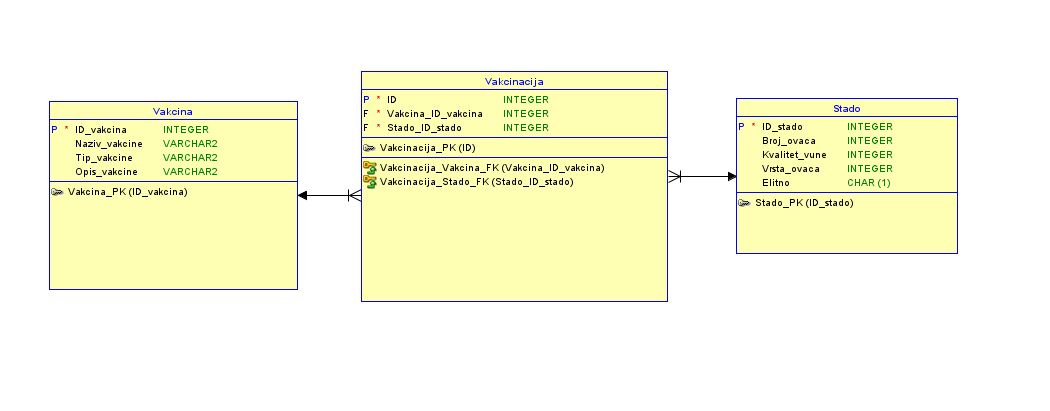 Vakcina
P * ID_vakcina INTEGER
Naziv_vakcine VARCHAR2
Tip_vakcine VARCHAR2
Opis_vakcine VARCHAR2
Vakcina_PK (ID_vakcina)
Vakcinacija
P * ID INTEGER
F * Vakcina_ID_vakcina INTEGER
F * Stado_ID_stado INTEGER
Vakcinacija_PK (ID)
Vakcinacija_Vakcina_FK (Vakcina_ID_vakcina)
Vakcinacija_Stado_FK (Stado_ID_stado)
Stado
P * ID_stado INTEGER
Broj_ovaca INTEGER
Kvalitet_vune INTEGER
Vrsta_ovaca INTEGER
Elitno CHAR (1)
Stado_PK (ID_stado)